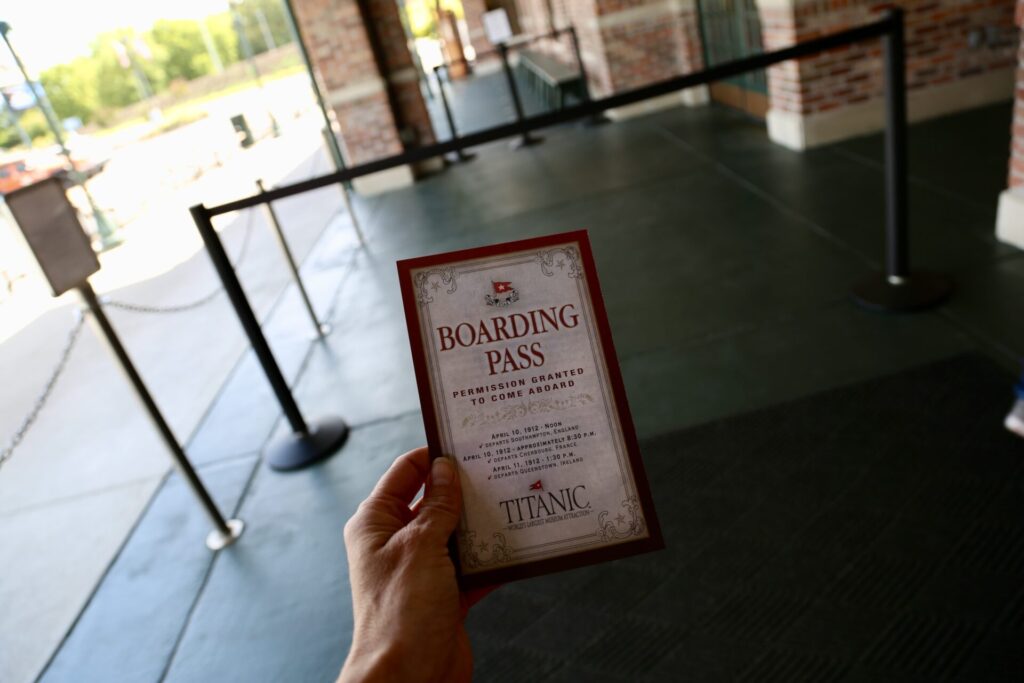 BOARDING
PASS
PERMISSION GRANTED
TO COME ABOARD
APRIL 10, 1912 - NOON
✓ DEPARTS SOUTHAMPTON, ENGLAND
APRIL 10, 1912 - APPROXIMATELY 8:30 P.M.
✓ DEPARTS CHERBOURG, FRANCE
APRIL 11, 1912 - 1:30 P.M.
✓ DEPARTS QUEENSTOWN, IRELAND
TITANIC
WORLD'S LARGEST MUSEUM ATTRACTION